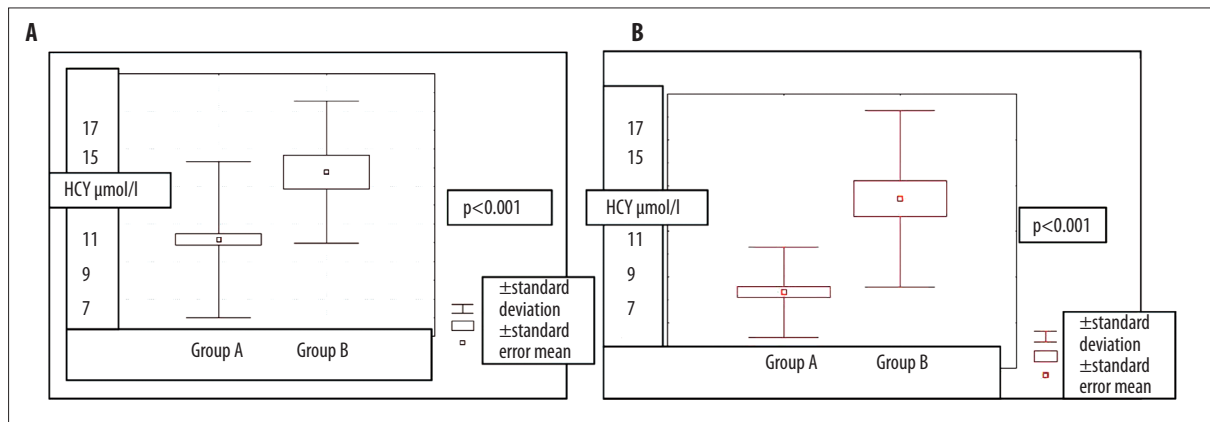 A
17
15
HCY μmol/l
11
9
7
Group A Group B
p<0.001
±standard
deviation
±standard
error mean
B
17
15
HCY μmol/l
11
9
7
Group A Group B
p<0.001
±standard
deviation
±standard
error mean